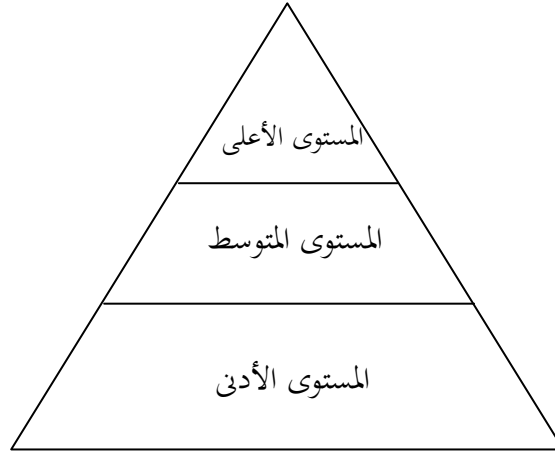 المستوى الأعلى
المستوى المتوسط
المستوى الأدنى